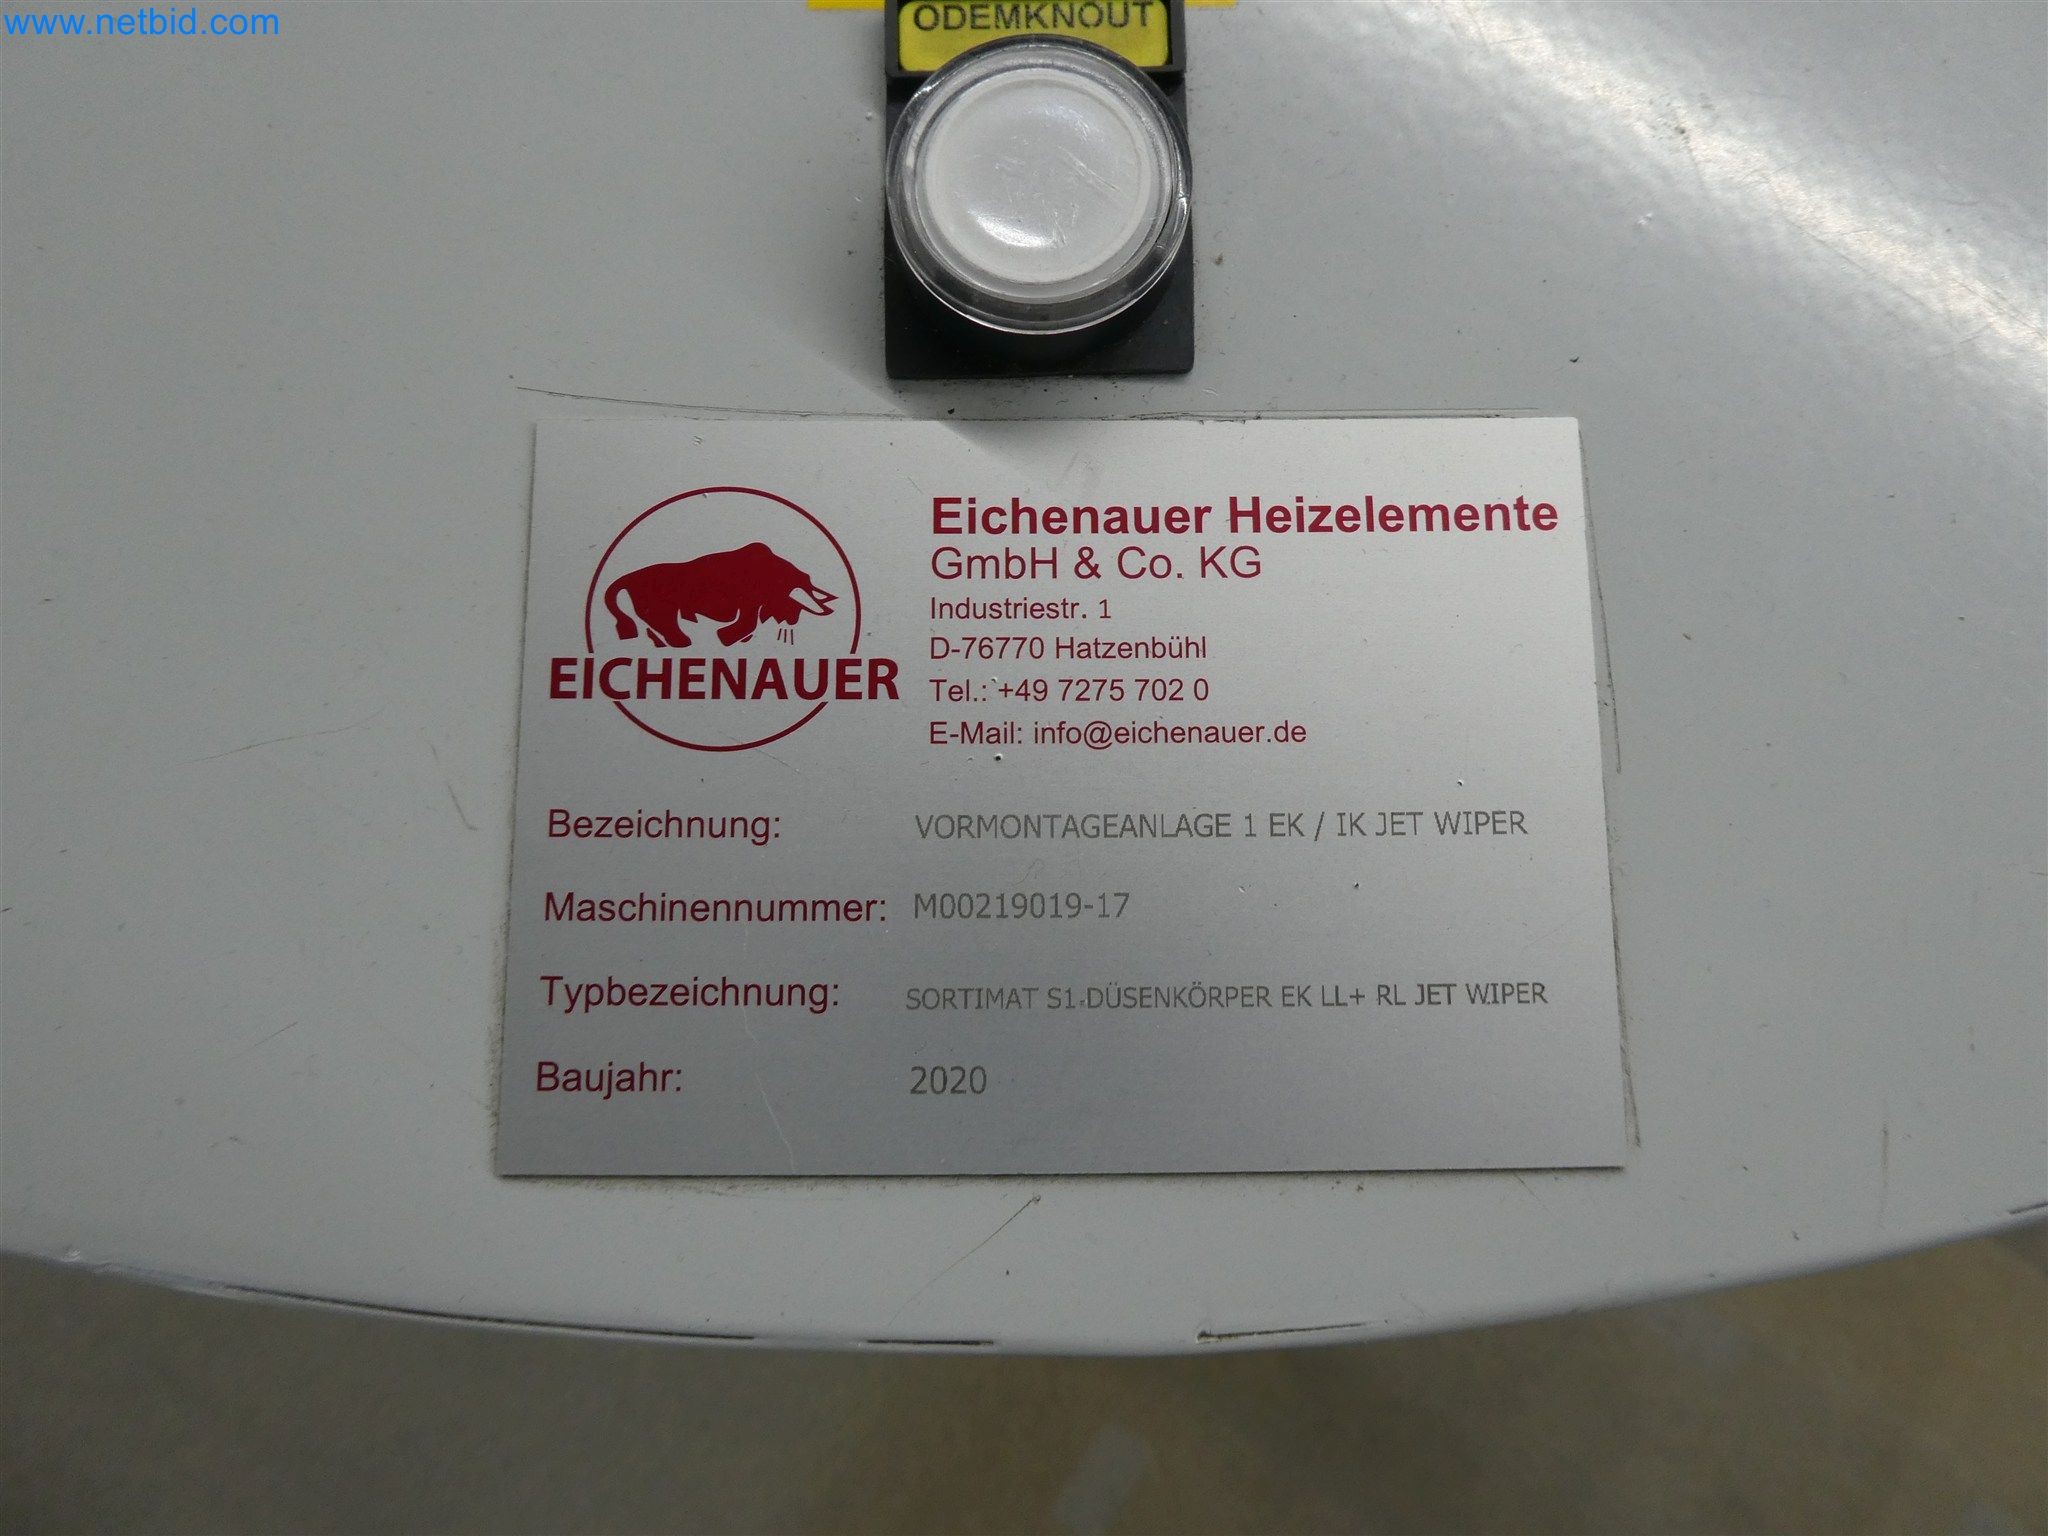 www.netbid.com
ODEMKNOUT
EICHENAUER
Eichenauer Heizelemente
GmbH & Co. KG
Industriestr. 1
D-76770 Hatzenbühl
Tel.: +49 7275 702 0
E-Mail: info@eichenauer.de
Bezeichnung: VORMONTAGEANLAGE 1 EK / IK JET WIPER
Maschinennummer: M00219019-17
Typbezeichnung: SORTIMAT S1-DÜSENKÖRPER EK LL+ RL JET WIPER
Baujahr: 2020